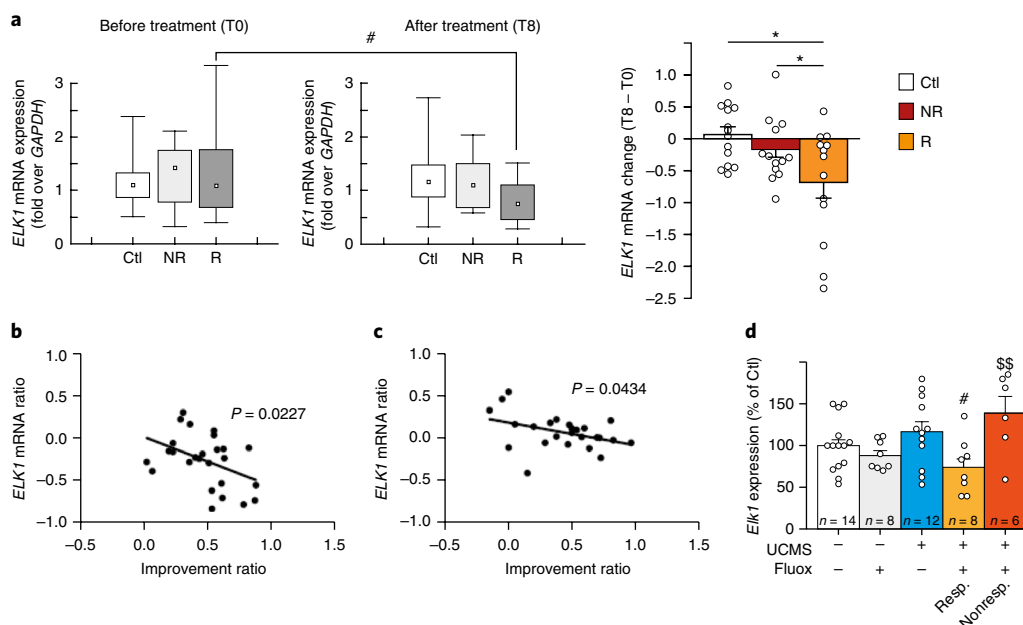 a
Before treatment (T0)
After treatment (T8)
#
ELK1 mRNA expression
(fold over GAPDH)
3
2
1
0
Ctl
NR
R
ELK1 mRNA expression
(fold over GAPDH)
3
2
1
0
Ctl
NR
R
ELK1 mRNA change (T8 – T0)
1.0
0.5
0
–0.5
–1.0
–1.5
–2.0
–2.5
*
*
Ctl
NR
R
b
ELK1 mRNA ratio
1.0
0.5
0.0
–0.5
–1.0
P = 0.0227
–0.5
0.0
0.5
1.0
1.5
Improvement ratio
c
ELK1 mRNA ratio
1.0
0.5
0.0
–0.5
–1.0
P = 0.0434
–0.5
0.0
0.5
1.0
1.5
Improvement ratio
d
Elk1 expression (% of Ctl)
150
100
50
0
#
$$
n = 14
n = 8
n = 12
n = 8
n = 6
UCMS – – + + +
Fluox – + – + +
Resp.
Nonresp.